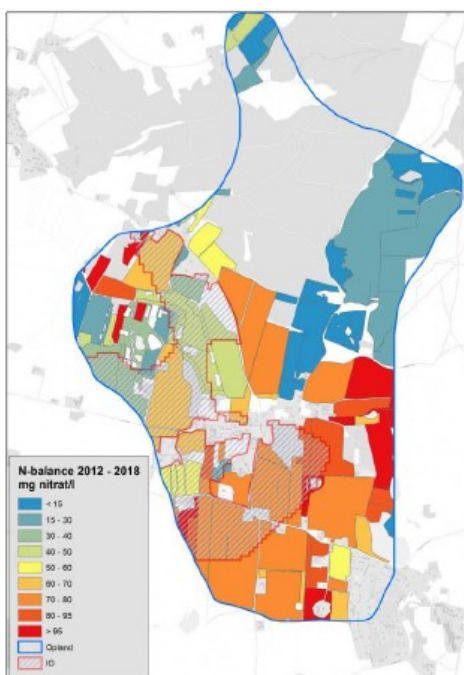 N-balance 2012 - 2018
mg nitrat/l
< 15
15 - 30
30 - 40
40 - 50
50 - 60
60 - 70
70 - 80
80 - 95
> 95
Opland
IO